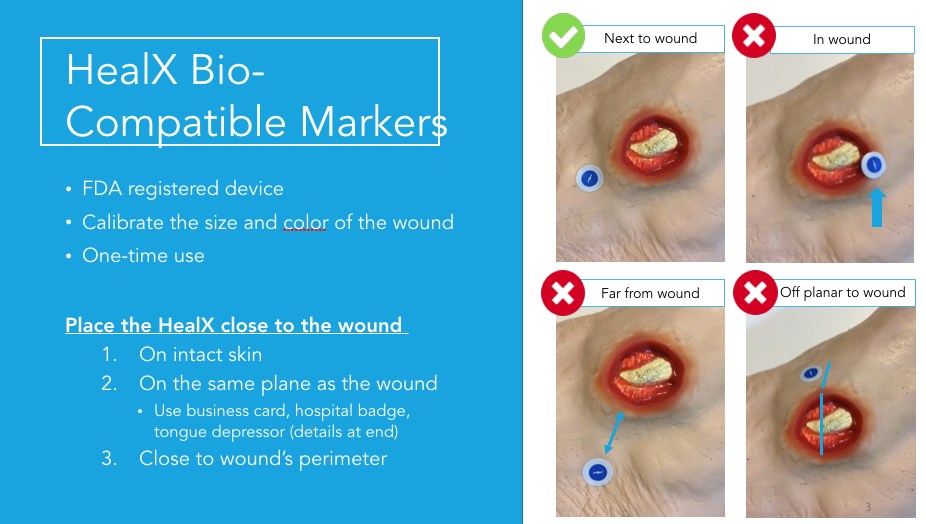 HealX Bio-
Compatible Markers
• FDA registered device
• Calibrate the size and color of the wound
• One-time use
Place the HealX close to the wound
1. On intact skin
2. On the same plane as the wound
• Use business card, hospital badge,
tongue depressor (details at end)
3. Close to wound’s perimeter
Next to wound
In wound
Far from wound
Off planar to wound
3